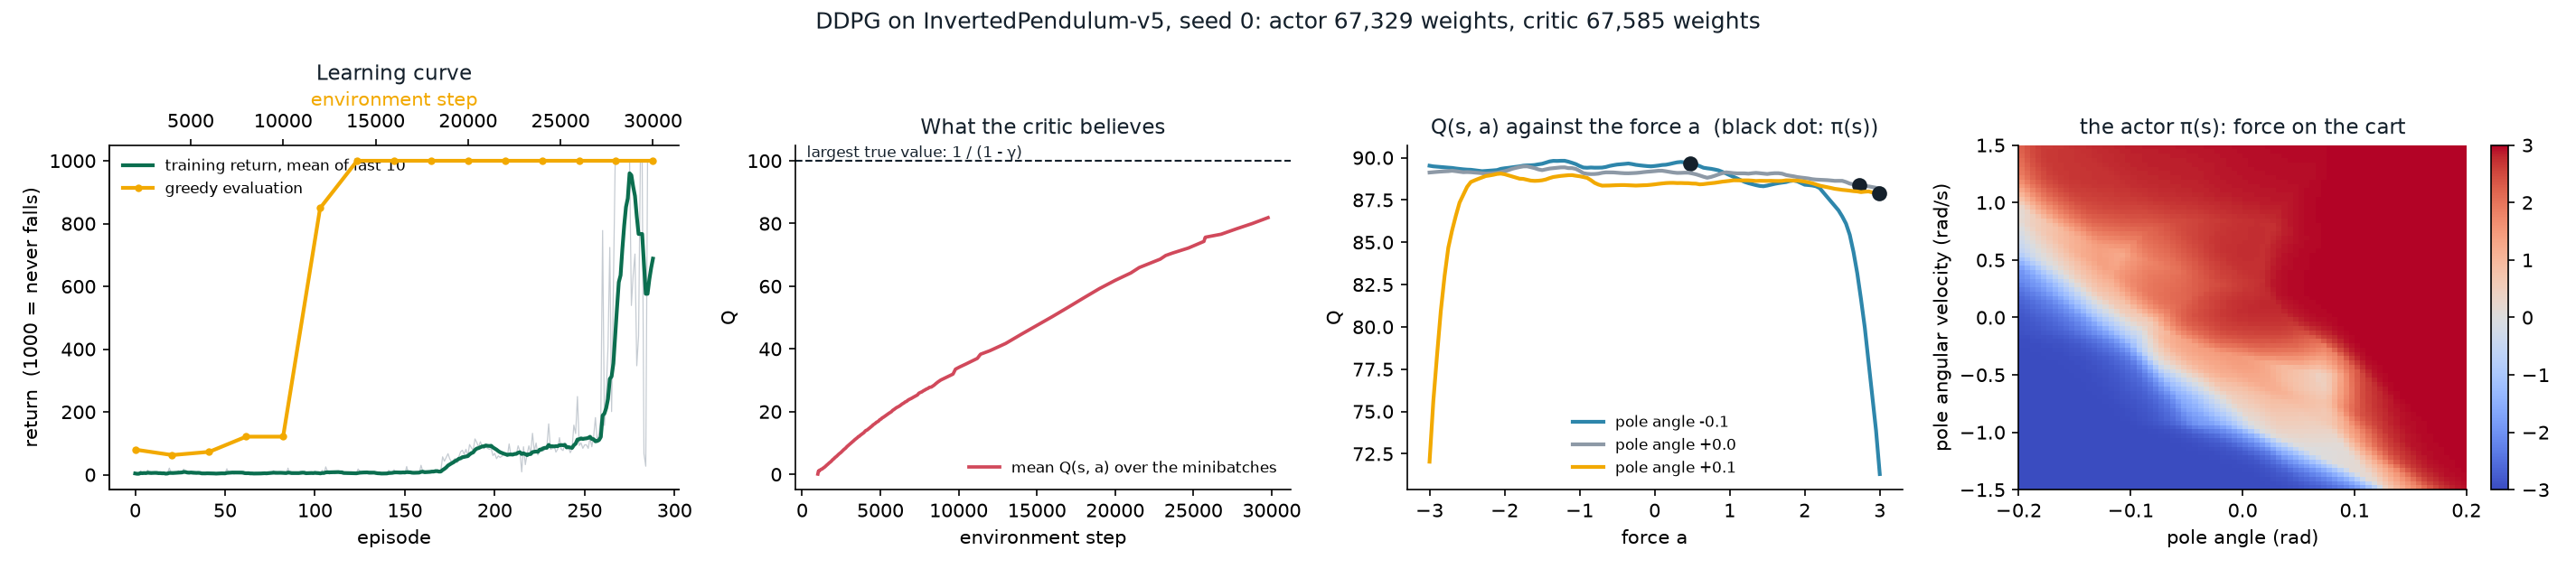 DDPG on InvertedPendulum-v5, seed 0: actor 67,329 weights, critic 67,585 weights
Learning curve
environment step
5000 10000 15000 20000 25000 30000
training return, mean of last 10
greedy evaluation
return (1000 = never falls)
1000
800
600
400
200
0
0 50 100 150 200 250 300
episode
What the critic believes
largest true value: 1 / (1 - γ)
Q
100
80
60
40
20
0
mean Q(s, a) over the minibatches
0 5000 10000 15000 20000 25000 30000
environment step
Q(s, a) against the force a (black dot: π(s))
Q
90.0
87.5
85.0
82.5
80.0
77.5
75.0
72.5
pole angle -0.1
pole angle +0.0
pole angle +0.1
−3 −2 −1 0 1 2 3
force a
the actor π(s): force on the cart
pole angular velocity (rad/s)
1.5
1.0
0.5
0.0
−0.5
−1.0
−1.5
−0.2 −0.1 0.0 0.1 0.2
pole angle (rad)
3
2
1
0
−1
−2
−3